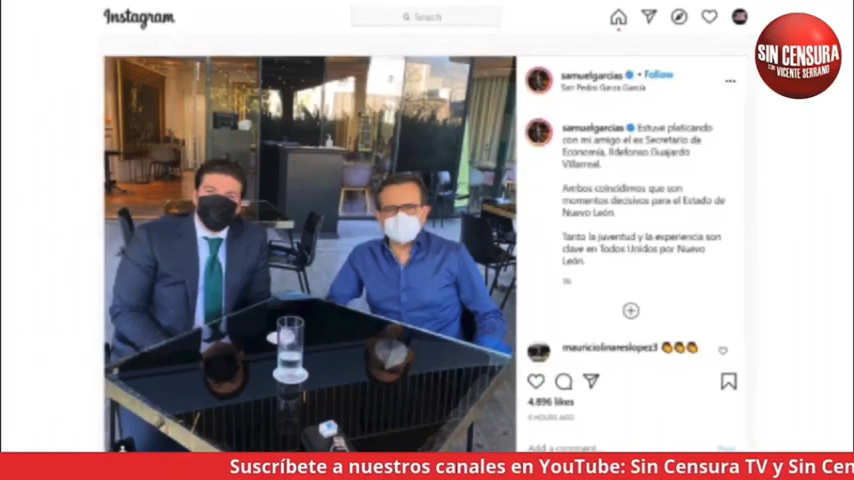 Instagram
Search
SIN CENSURA
CON VICENTE SERRANO
samuelgarcias • Follow
San Pedro Garza García
samuelgarcias Estuve platicando
con mi amigo el ex Secretario de
Economía, Ildefonso Guajardo
Villarreal.
Ambos coincidimos que son
momentos decisivos para el Estado de
Nuevo León.
Tanto la juventud y la experiencia son
clave en Todos Unidos por Nuevo
León.
mauriciolinareslopez3 👏👏👏
4,896 likes
6 HOURS AGO
Add a comment...
Post
Suscríbete a nuestros canales en YouTube: Sin Censura TV y Sin Cen